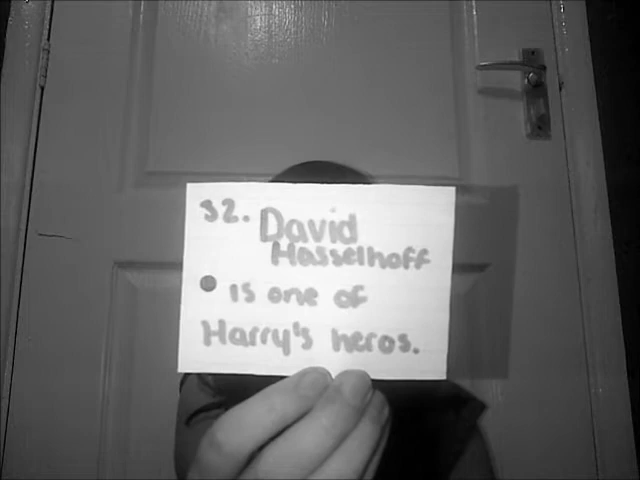 32. David
Hasselhoff
• is one of
Harry's heros.